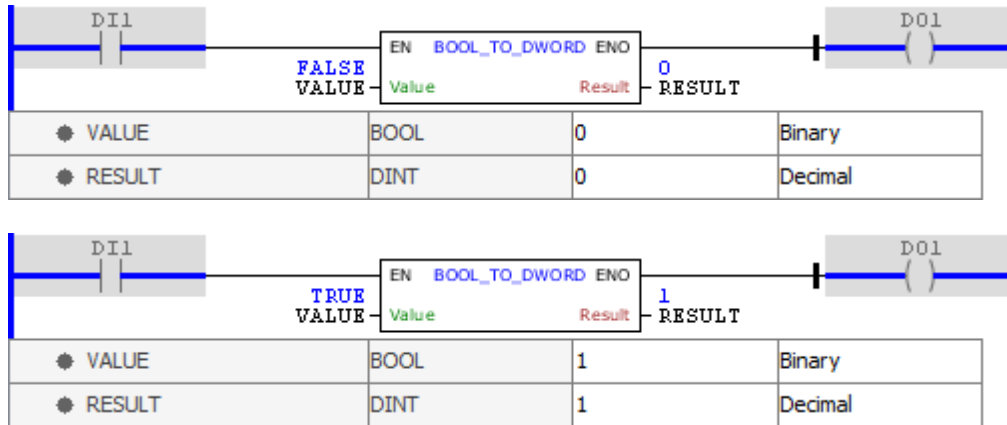 DI1 DO1
EN BOOL_TO_DWORD ENO
FALSE 0
VALUE Value Result RESULT
VALUE BOOL 0 Binary
RESULT DINT 0 Decimal
DI1 DO1
EN BOOL_TO_DWORD ENO
TRUE 1
VALUE Value Result RESULT
VALUE BOOL 1 Binary
RESULT DINT 1 Decimal